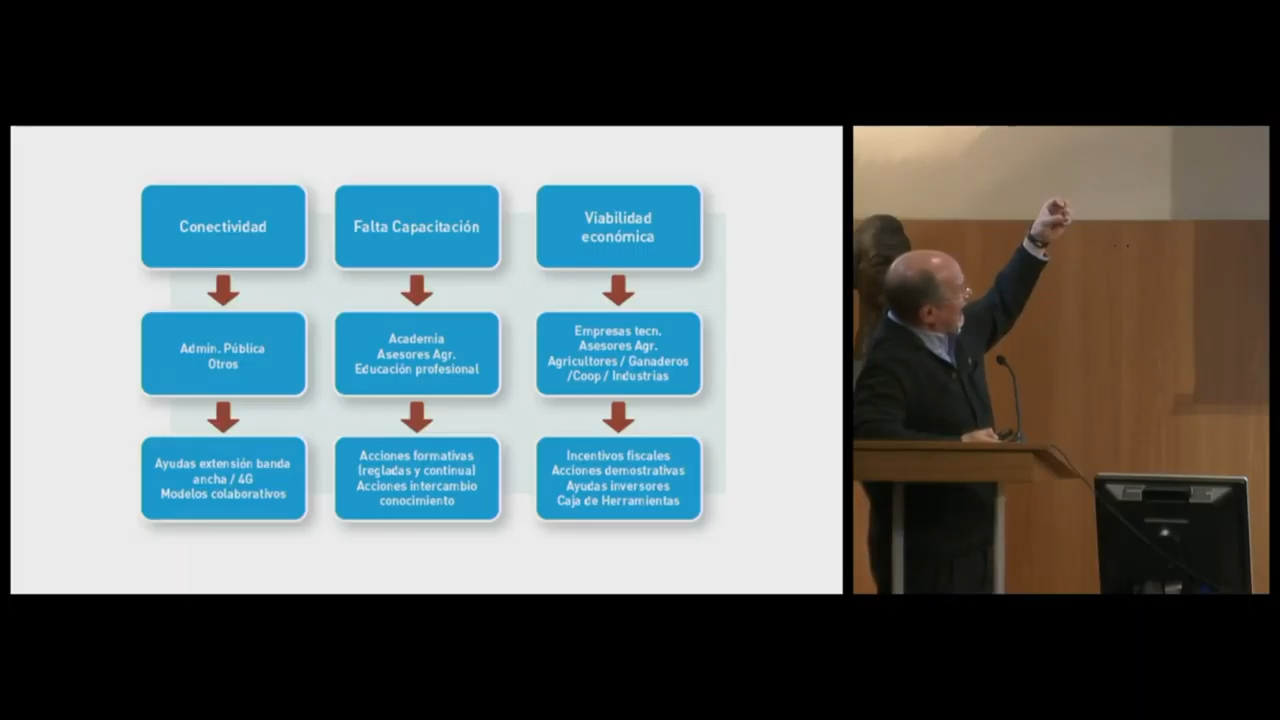 Conectividad
Admin. Pública
Otros
Ayudas extensión banda
ancha / 4G
Modelos colaborativos
Falta Capacitación
Academia
Asesores Agr.
Educación profesional
Acciones formativas
(regladas y continua)
Acciones intercambio
conocimiento
Viabilidad
económica
Empresas tecn.
Asesores Agr.
Agricultores / Ganaderos
/Coop / Industrias
Incentivos fiscales
Acciones demostrativas
Ayudas inversores
Caja de Herramientas